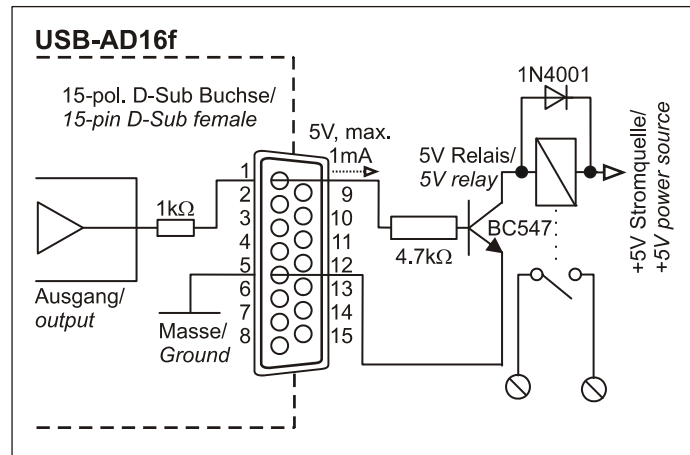 USB-AD16f
15-pol. D-Sub Buchse/
15-pin D-Sub female
5V, max.
1mA
1N4001
5V Relais/
5V relay
+5V Stromquelle/
+5V power source
1kΩ
4.7kΩ
BC547
Ausgang/
output
Masse/
Ground
1
2
3
4
5
6
7
8
9
10
11
12
13
14
15